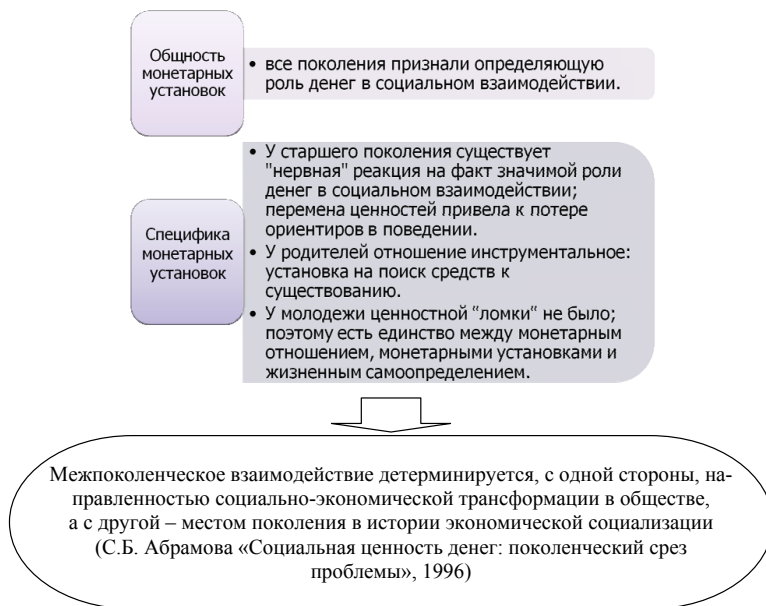 Общность
монетарных
установок
• все поколения признали определяющую
роль денег в социальном взаимодействии.
Специфика
монетарных
установок
• У старшего поколения существует
"нервная" реакция на факт значимой роли
денег в социальном взаимодействии;
перемена ценностей привела к потере
ориентиров в поведении.
• У родителей отношение инструментальное:
установка на поиск средств к
существованию.
• У молодежи ценностной "ломки" не было;
поэтому есть единство между монетарным
отношением, монетарными установками и
жизненным самоопределением.
Межпоколенческое взаимодействие детерминируется, с одной стороны, на-
правленностью социально-экономической трансформации в обществе,
а с другой – местом поколения в истории экономической социализации
(С.Б. Абрамова «Социальная ценность денег: поколенческий срез
проблемы», 1996)